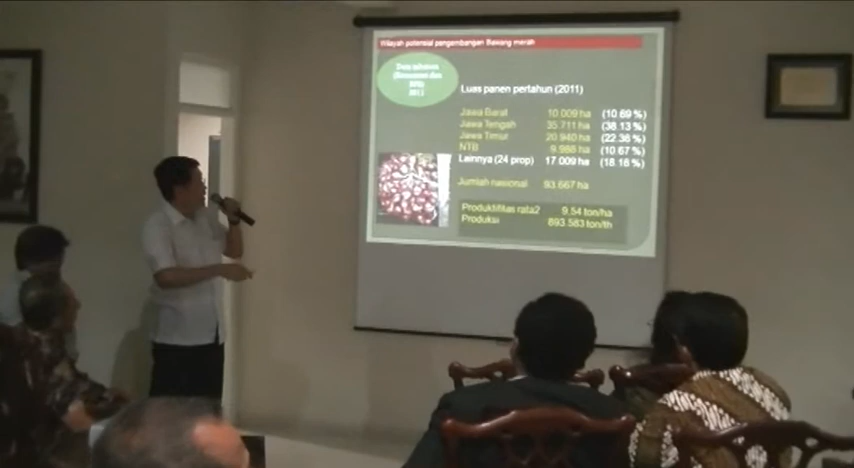 Wilayah potensial pengembangan Bawang merah
Luas panen pertahun (2011)
Jawa Barat 10.009 ha (10.69 %)
Jawa Tengah 35.711 ha (38.13 %)
Jawa Timur 20.940 ha (22.36 %)
NTB 9.988 ha (10.67 %)
Lainnya (24 prop) 17.009 ha (18.16 %)
Jumlah nasional 93.667 ha
Produktifitas rata2 9,54 ton/ha
Produksi 893.583 ton/th